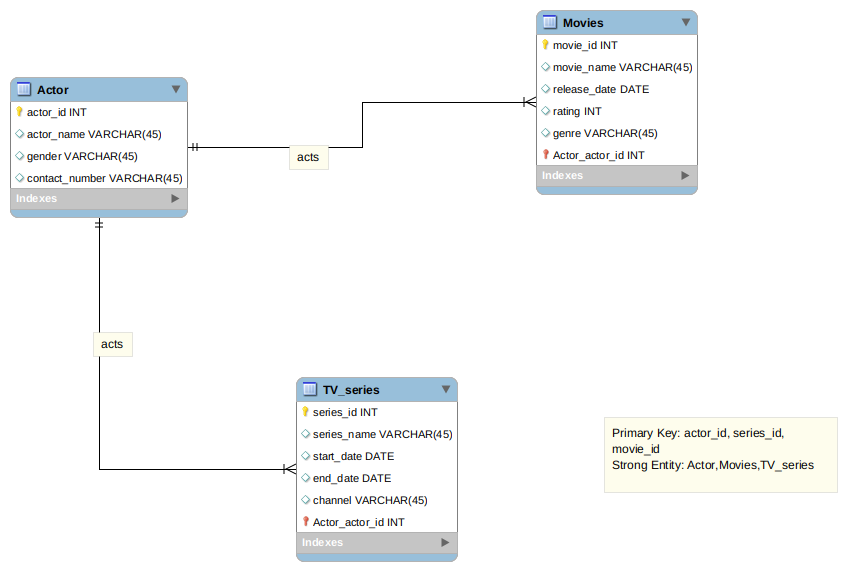 Movies
movie_id INT
movie_name VARCHAR(45)
release_date DATE
rating INT
genre VARCHAR(45)
Actor_actor_id INT
Indexes
Actor
actor_id INT
actor_name VARCHAR(45)
gender VARCHAR(45)
contact_number VARCHAR(45)
Indexes
acts
acts
TV_series
series_id INT
series_name VARCHAR(45)
start_date DATE
end_date DATE
channel VARCHAR(45)
Actor_actor_id INT
Indexes
Primary Key: actor_id, series_id,
movie_id
Strong Entity: Actor,Movies,TV_series